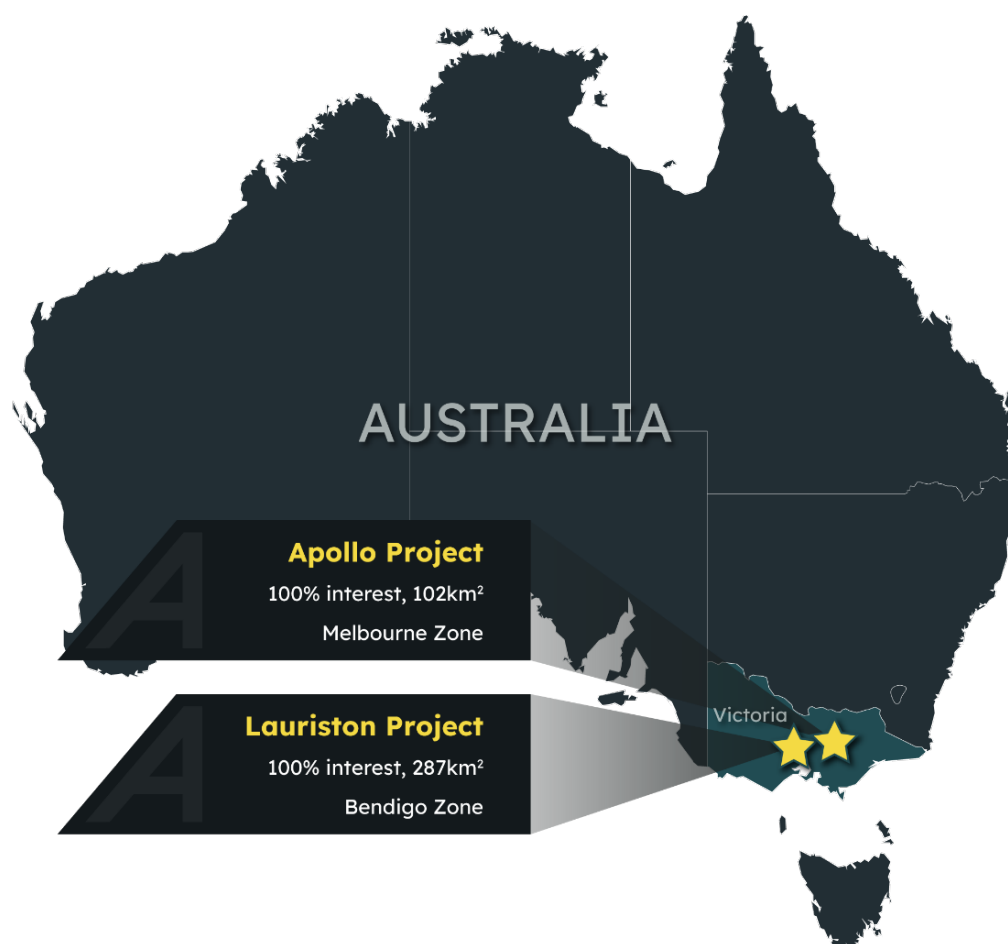 AUSTRALIA
Apollo Project
100% interest, 102km²
Melbourne Zone
Lauriston Project
100% interest, 287km²
Bendigo Zone
Victoria